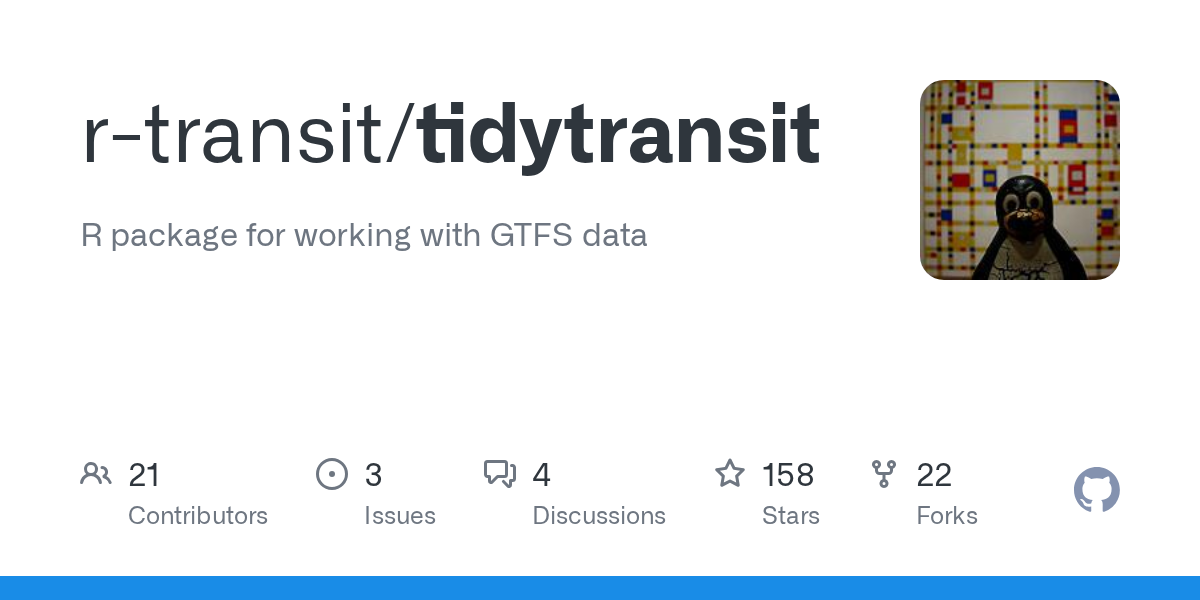 r-transit/tidytransit
R package for working with GTFS data
21 3 4 158 22
Contributors Issues Discussions Stars Forks